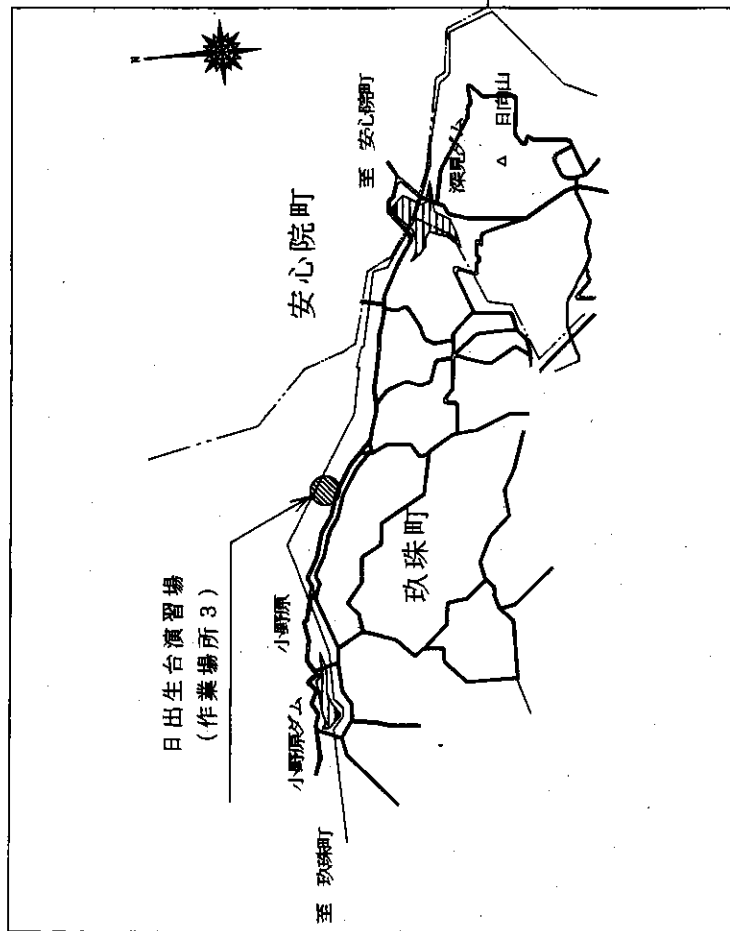 N
至 安心院町
日向山
深見ダム
安心院町
玖珠町
日出生台演習場
(作業場所3)
小野原
小野原ダム
至 玖珠町